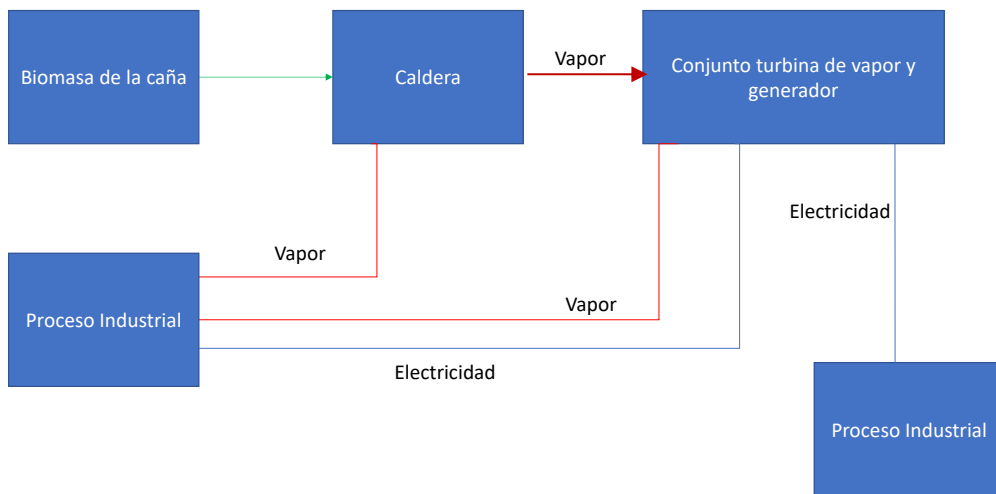 Biomasa de la caña
Caldera
Vapor
Conjunto turbina de vapor y
generador
Electricidad
Vapor
Proceso Industrial
Vapor
Electricidad
Proceso Industrial